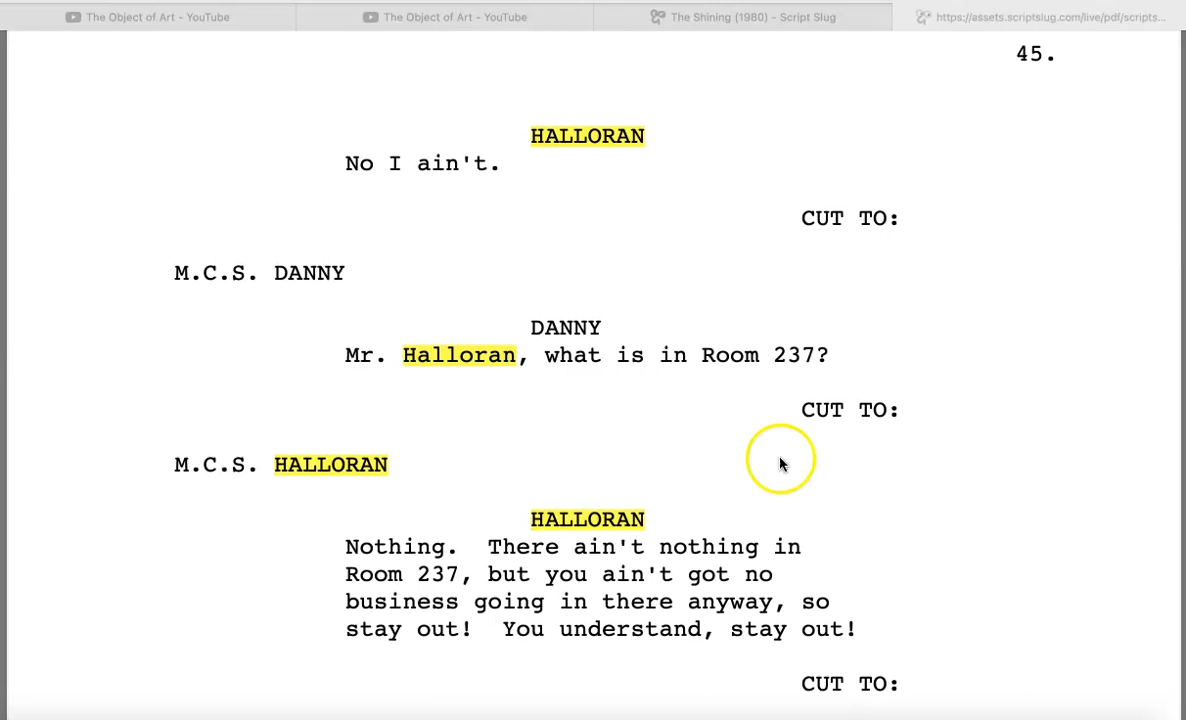 The Object of Art - YouTube
The Object of Art - YouTube
The Shining (1980) - Script Slug
https://assets.scriptslug.com/live/pdf/scripts...
45.
HALLORAN
No I ain't.
CUT TO:
M.C.S. DANNY
DANNY
Mr. Halloran, what is in Room 237?
CUT TO:
M.C.S. HALLORAN
HALLORAN
Nothing. There ain't nothing in
Room 237, but you ain't got no
business going in there anyway, so
stay out! You understand, stay out!
CUT TO: